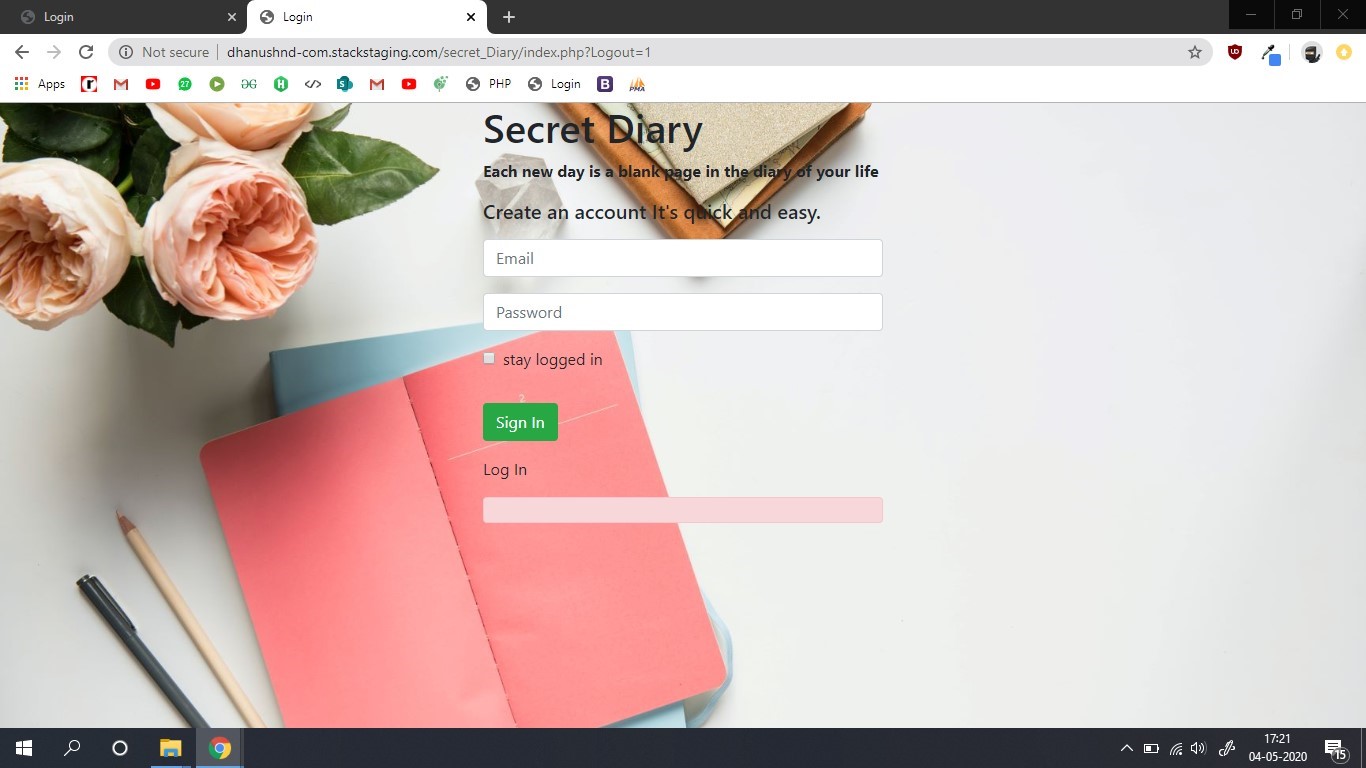 Login
Login
Not secure
dhanushnd-com.stackstaging.com/secret_Diary/index.php?Logout=1
Apps
27
PHP
Login
B
PMA
Secret Diary
Each new day is a blank page in the diary of your life
Create an account It's quick and easy.
Email
Password
stay logged in
2
Sign In
Log In
17:21
04-05-2020
15